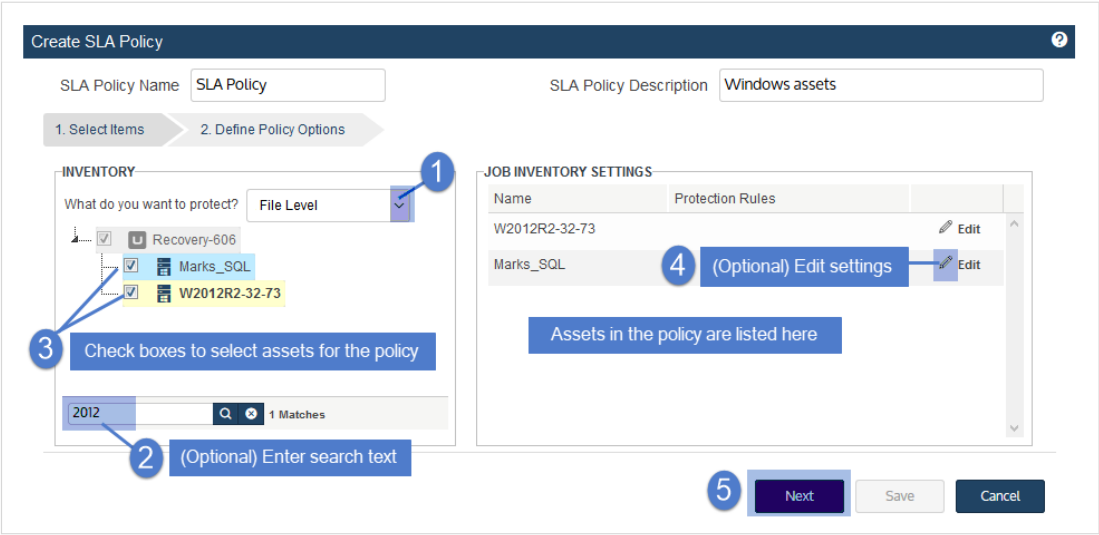 Create SLA Policy
?
SLA Policy Name SLA Policy SLA Policy Description Windows assets
1. Select Items 2. Define Policy Options
INVENTORY
1
What do you want to protect? File Level
Recovery-606
Marks_SQL
W2012R2-32-73
3 Check boxes to select assets for the policy
2012 1 Matches
2 (Optional) Enter search text
JOB INVENTORY SETTINGS
Name Protection Rules
W2012R2-32-73 Edit
Marks_SQL 4 (Optional) Edit settings Edit
Assets in the policy are listed here
5 Next Save Cancel